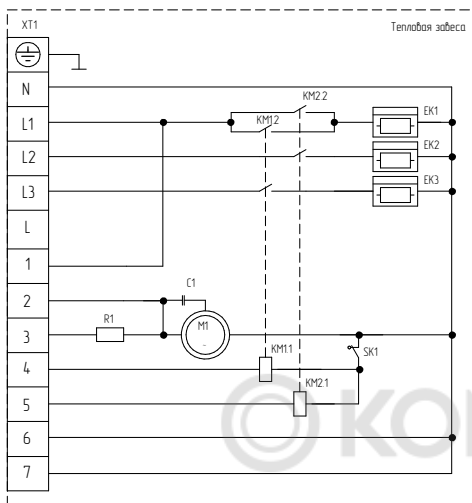 XT1
Тепловая завеса
N
KM2.2
L1
KM1.2
EK1
L2
EK2
L3
EK3
L
1
C1
2
R1
M1
3
SK1
4
KM1.1
KM2.1
5
6
7